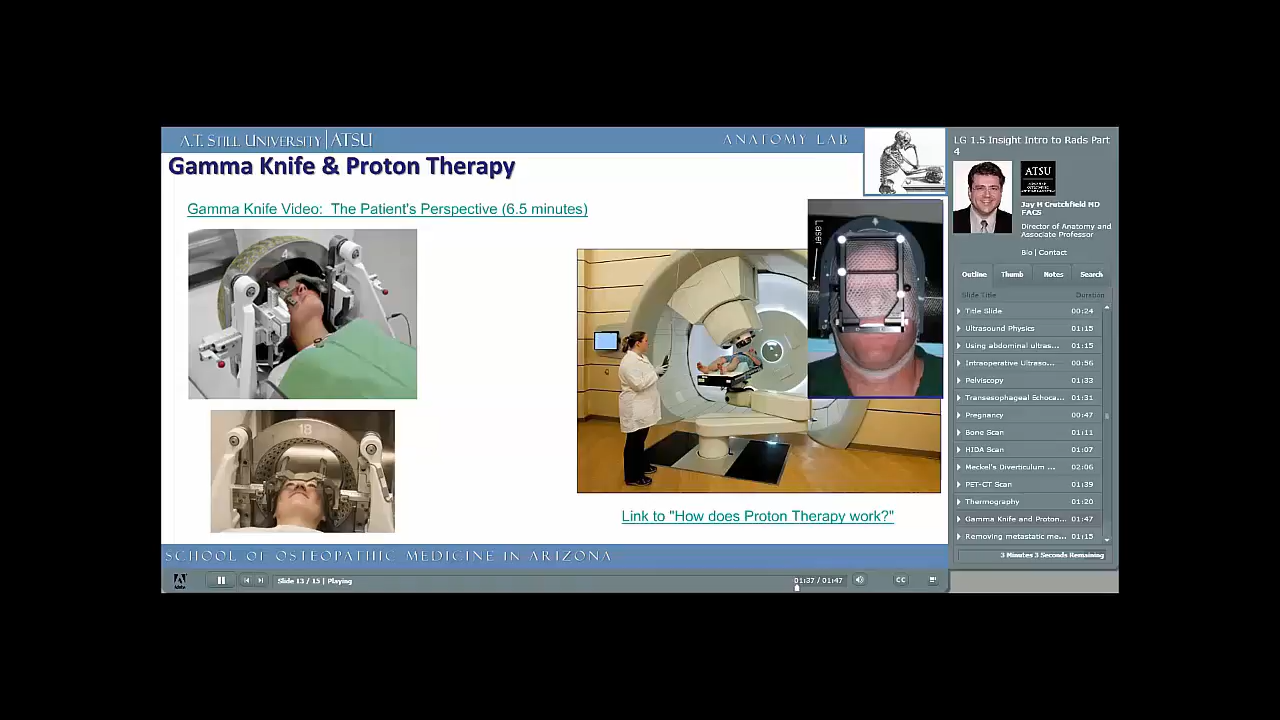 A.T. STILL UNIVERSITY | ATSU
ANATOMY LAB
Gamma Knife & Proton Therapy
Gamma Knife Video: The Patient's Perspective (6.5 minutes)
4
18
Laser
Link to "How does Proton Therapy work?"
SCHOOL OF OSTEOPATHIC MEDICINE IN ARIZONA
Slide 13 / 15 | Playing
01:37 / 01:47
CC
LG 1.5 Insight Intro to Rads Part
4
ATSU
Jay H Crutchfield MD
FACS
Director of Anatomy and
Associate Professor
Bio | Contact
Outline Thumb Notes Search
Slide Title Duration
Title Slide 00:24
Ultrasound Physics 01:15
Using abdominal ultras... 01:15
Intraoperative Ultraso... 00:56
Pelviscopy 01:33
Transesophageal Echoca... 01:31
Pregnancy 00:47
Bone Scan 01:11
HIDA Scan 01:07
Meckel's Diverticulum ... 02:06
PET-CT Scan 01:39
Thermography 01:20
Gamma Knife and Proton... 01:47
Removing metastatic me... 01:15
3 Minutes 3 Seconds Remaining